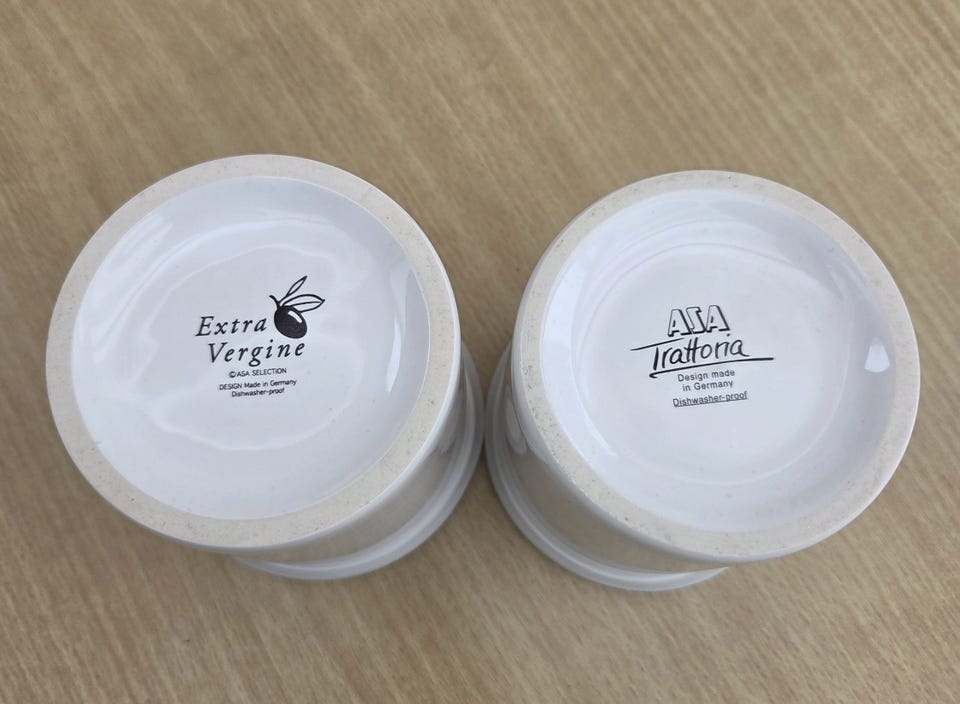 Extra
Vergine
©ASA SELECTION
DESIGN Made in Germany
Dishwasher-proof
ASA
Trattoria
Design made
in Germany
Dishwasher-proof